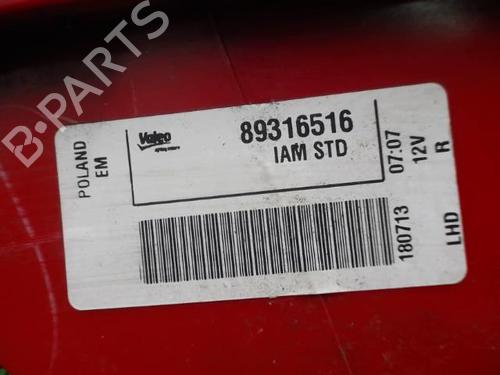 POLAND
EM
Valeo
89316516
IAM STD
07:07
12V
R
180713
LHD
B-PARTS